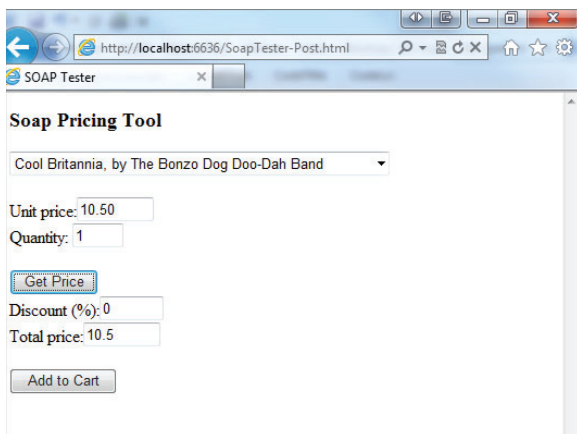 http://localhost:6636/SoapTester-Post.html
SOAP Tester
Soap Pricing Tool
Cool Britannia, by The Bonzo Dog Doo-Dah Band
Unit price: 10.50
Quantity: 1
Get Price
Discount (%): 0
Total price: 10.5
Add to Cart